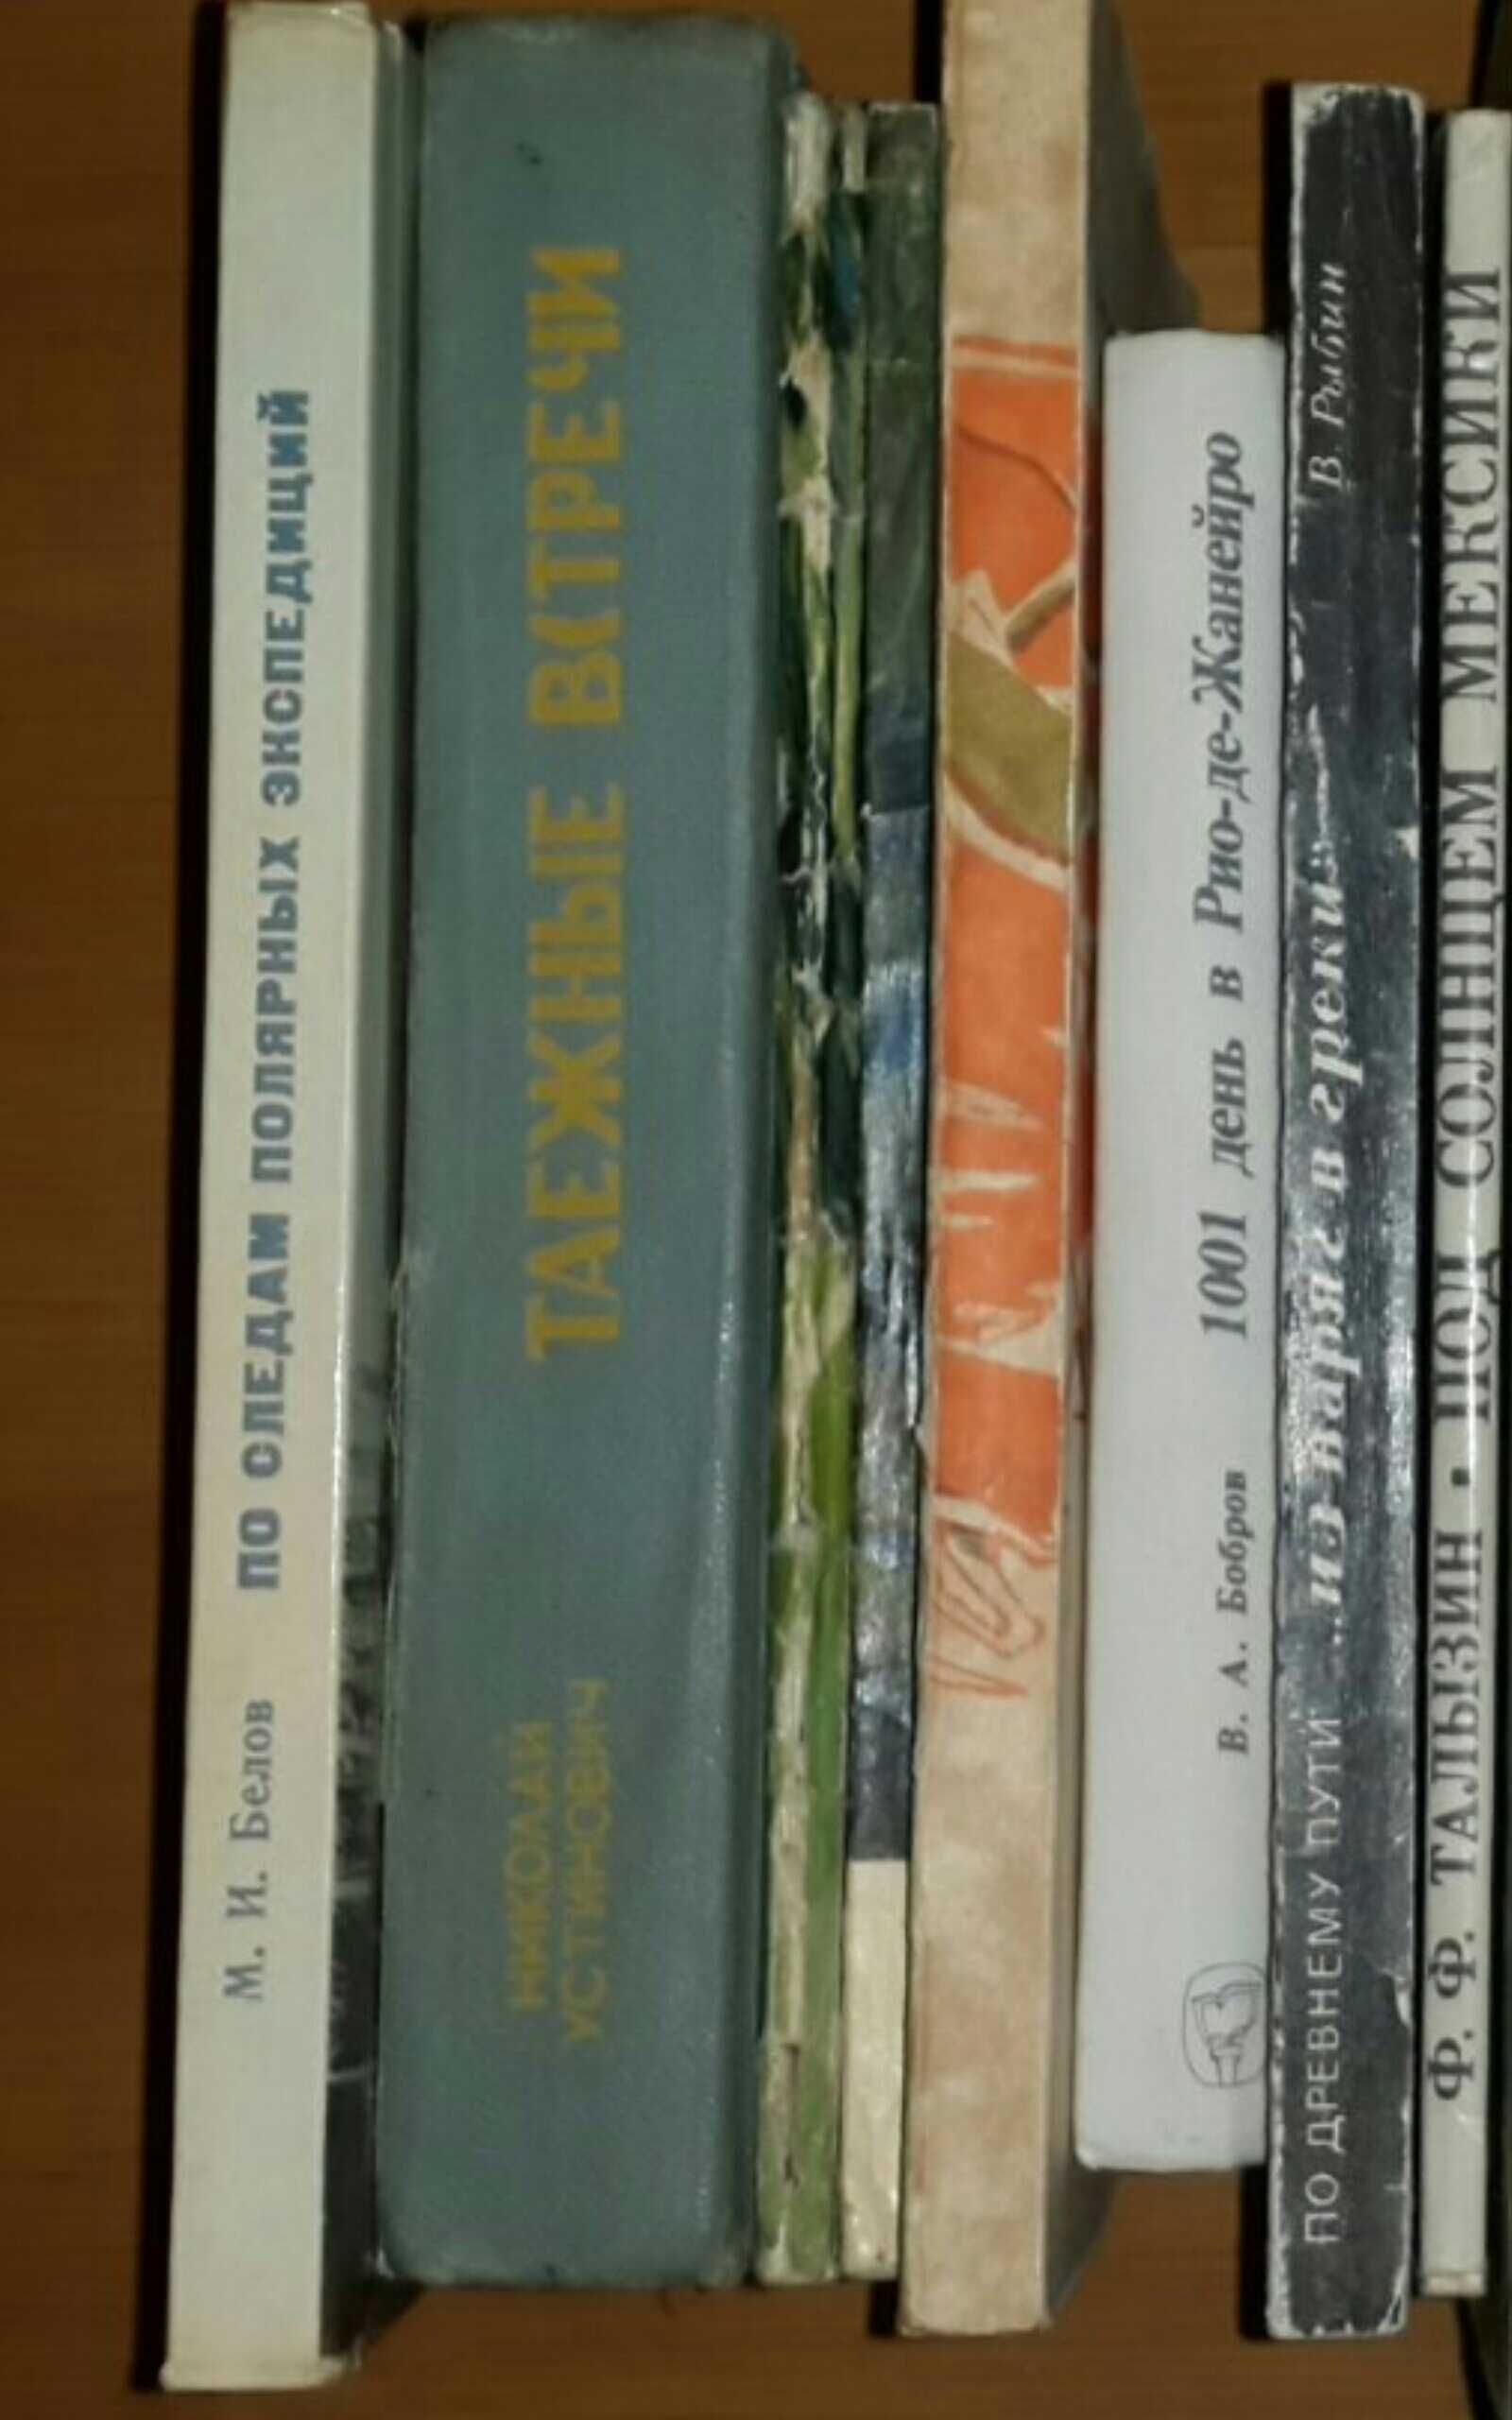 М. И. Белов ПО СЛЕДАМ ПОЛЯРНЫХ ЭКСПЕДИЦИЙ
НИКОЛАЙ
УСТИНОВИЧ
ТАЕЖНЫЕ ВСТРЕЧИ
В. А. Бобров 1001 день в Рио-де-Жанейро
ПО ДРЕВНЕМУ ПУТИ ...из варяг в греки... В. Рыбин
Ф. Ф. ТАЛЫЗИН • ПОД СОЛНЦЕМ МЕКСИКИ